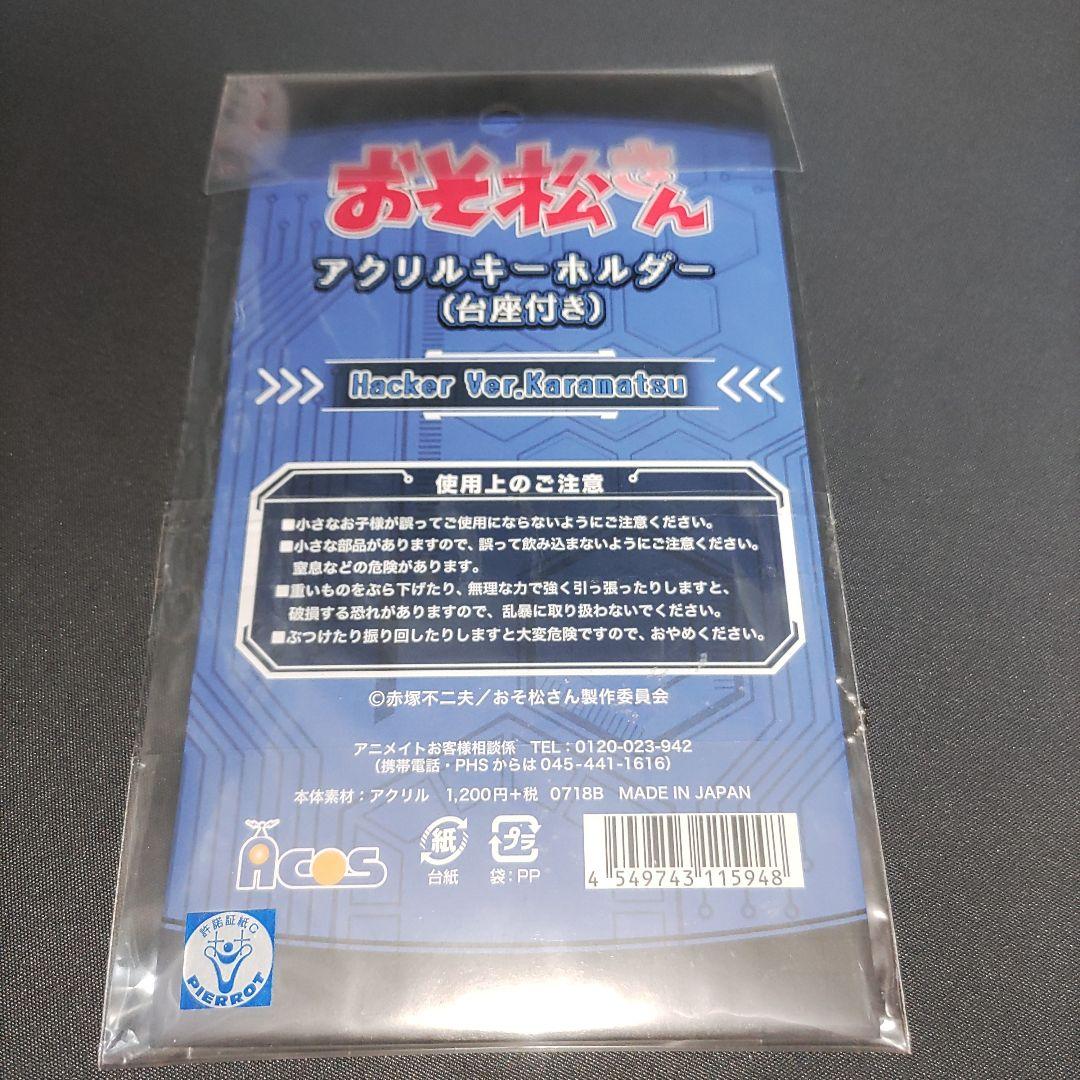 おそ松さん
アクリルキーホルダー
(台座付き)
Hacker Ver.Karamatsu
使用上のご注意
■小さなお子様が誤ってご使用にならないようにご注意ください。
■小さな部品がありますので、誤って飲み込まないようにご注意ください。
窒息などの危険があります。
■重いものをぶら下げたり、無理な力で強く引っ張ったりしますと、
破損する恐れがありますので、乱暴に取り扱わないでください。
■ぶつけたり振り回したりしますと大変危険ですので、おやめください。
©赤塚不二夫／おそ松さん製作委員会
アニメイトお客様相談係 TEL：0120-023-942
(携帯電話・PHSからは045-441-1616)
本体素材：アクリル 1,200円+税 0718B MADE IN JAPAN
Acos
紙
台紙
プラ
袋：PP
4 549743 115948
許諾証紙C
PIERROT